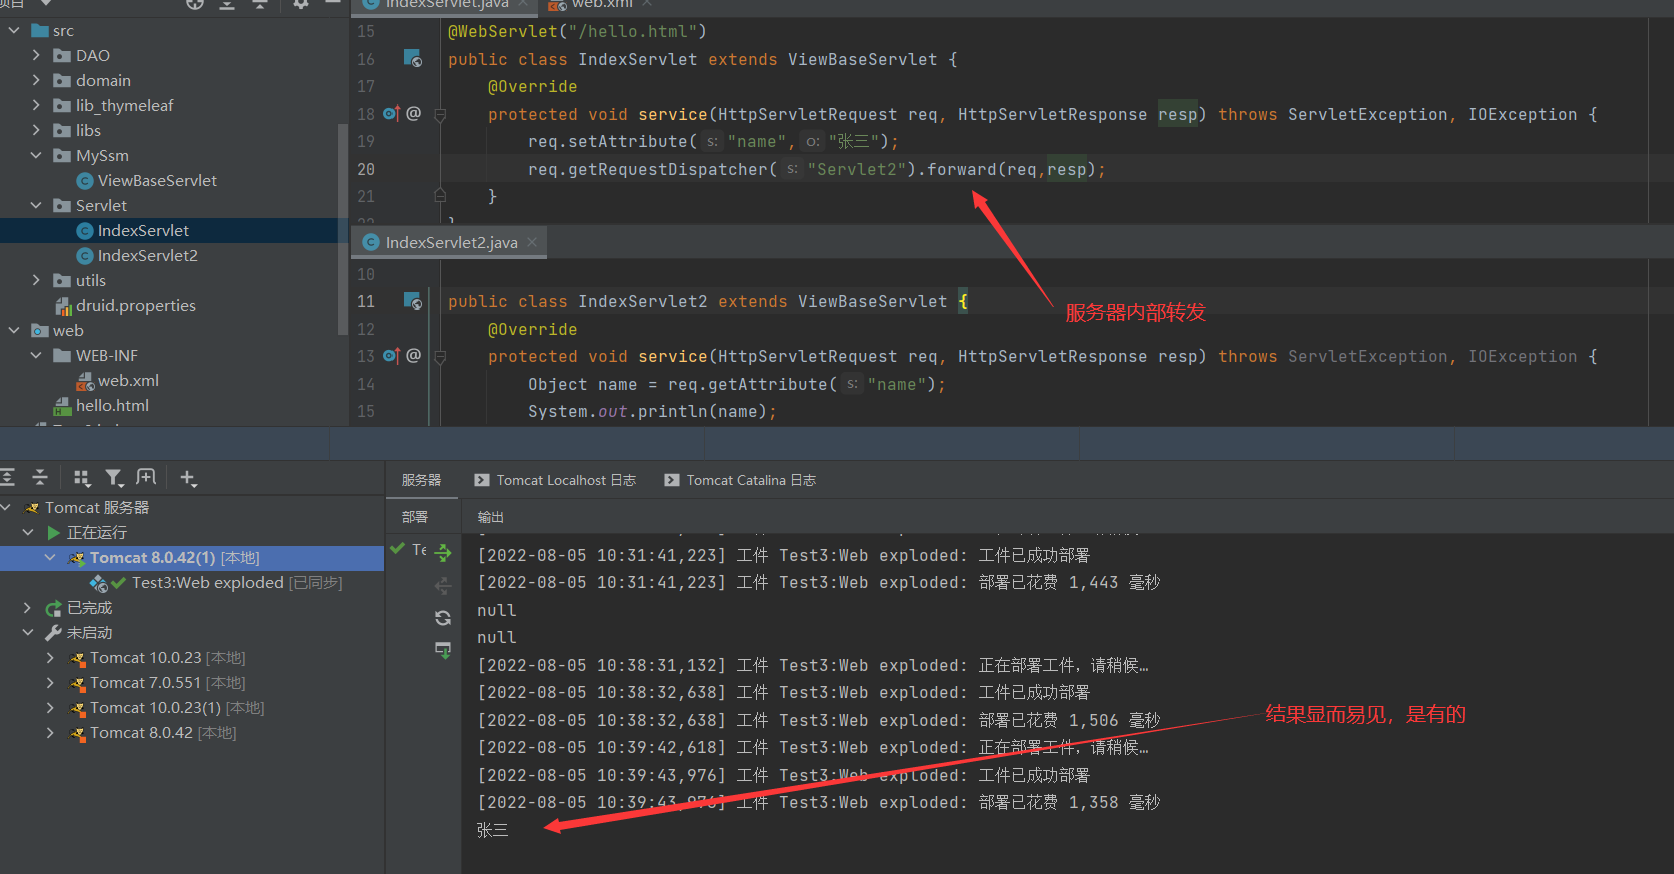 项目
IndexServlet.java
web.xml
src
DAO
domain
lib_thymeleaf
libs
MySsm
ViewBaseServlet
Servlet
IndexServlet
IndexServlet2
utils
druid.properties
web
WEB-INF
web.xml
hello.html
15 @WebServlet("/hello.html")
16 public class IndexServlet extends ViewBaseServlet {
17 @Override
18 @ protected void service(HttpServletRequest req, HttpServletResponse resp) throws ServletException, IOException {
19 req.setAttribute( s: "name", o: "张三");
20 req.getRequestDispatcher( s: "Servlet2").forward(req,resp);
21 }
22 }
IndexServlet2.java
10
11 public class IndexServlet2 extends ViewBaseServlet {
服务器内部转发
12 @Override
13 @ protected void service(HttpServletRequest req, HttpServletResponse resp) throws ServletException, IOException {
14 Object name = req.getAttribute( s: "name");
15 System.out.println(name);
Tomcat 服务器
正在运行
Tomcat 8.0.42(1) [本地]
Test3:Web exploded [已同步]
已完成
未启动
Tomcat 10.0.23 [本地]
Tomcat 7.0.551 [本地]
Tomcat 10.0.23(1) [本地]
Tomcat 8.0.42 [本地]
服务器 Tomcat Localhost 日志 Tomcat Catalina 日志
部署 输出
Te
[2022-08-05 10:31:41,223] 工件 Test3:Web exploded: 工件已成功部署
[2022-08-05 10:31:41,223] 工件 Test3:Web exploded: 部署已花费 1,443 毫秒
null
null
[2022-08-05 10:38:31,132] 工件 Test3:Web exploded: 正在部署工件，请稍候…
[2022-08-05 10:38:32,638] 工件 Test3:Web exploded: 工件已成功部署
[2022-08-05 10:38:32,638] 工件 Test3:Web exploded: 部署已花费 1,506 毫秒
结果显而易见，是有的
[2022-08-05 10:39:42,618] 工件 Test3:Web exploded: 正在部署工件，请稍候…
[2022-08-05 10:39:43,976] 工件 Test3:Web exploded: 工件已成功部署
[2022-08-05 10:39:43,976] 工件 Test3:Web exploded: 部署已花费 1,358 毫秒
张三